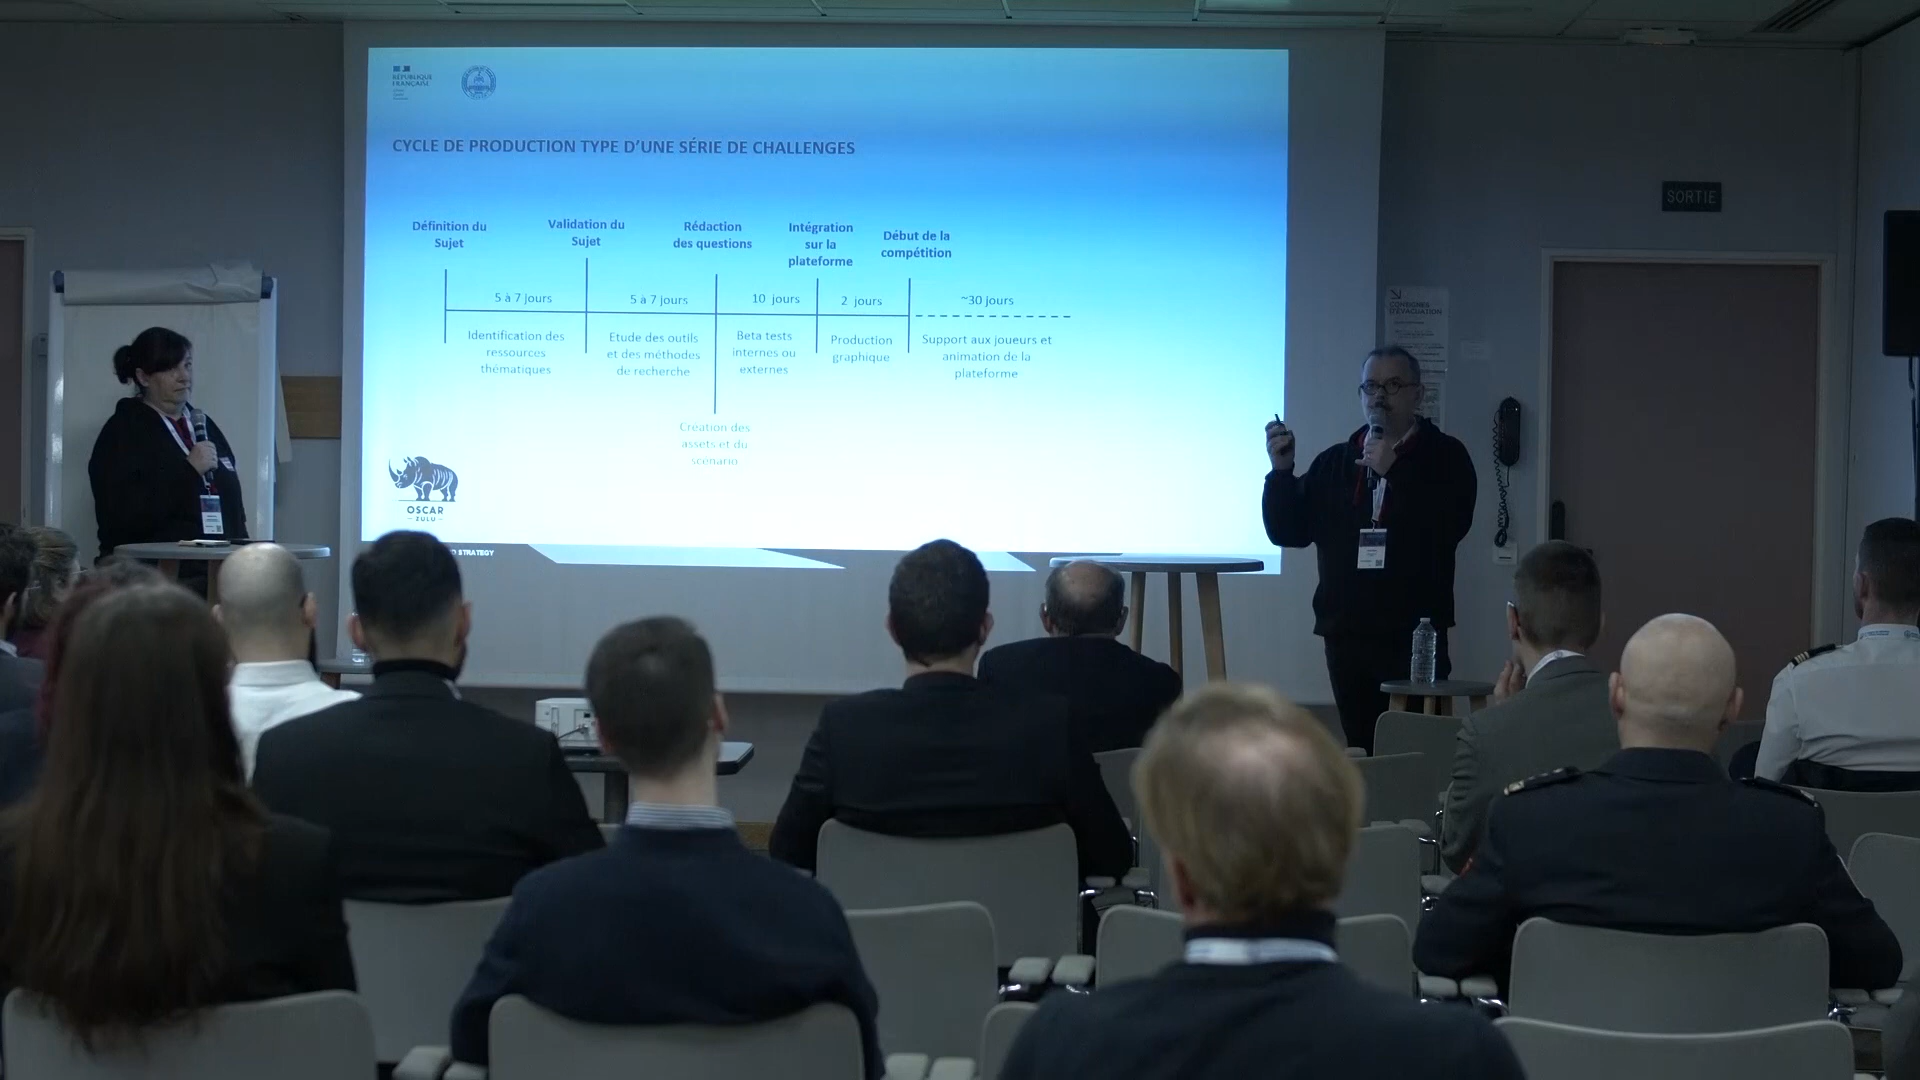 RÉPUBLIQUE
FRANÇAISE
CYCLE DE PRODUCTION TYPE D'UNE SÉRIE DE CHALLENGES
Définition du
Sujet
Validation du
Sujet
Rédaction
des questions
Intégration
sur la
plateforme
Début de la
compétition
5 à 7 jours
5 à 7 jours
10 jours
2 jours
~30 jours
Identification des
ressources
thématiques
Etude des outils
et des méthodes
de recherche
Beta tests
internes ou
externes
Production
graphique
Support aux joueurs et
animation de la
plateforme
Création des
assets et du
scénario
OSCAR
ZULU
STRATEGY
SORTIE
CONSIGNES
D'ÉVACUATION